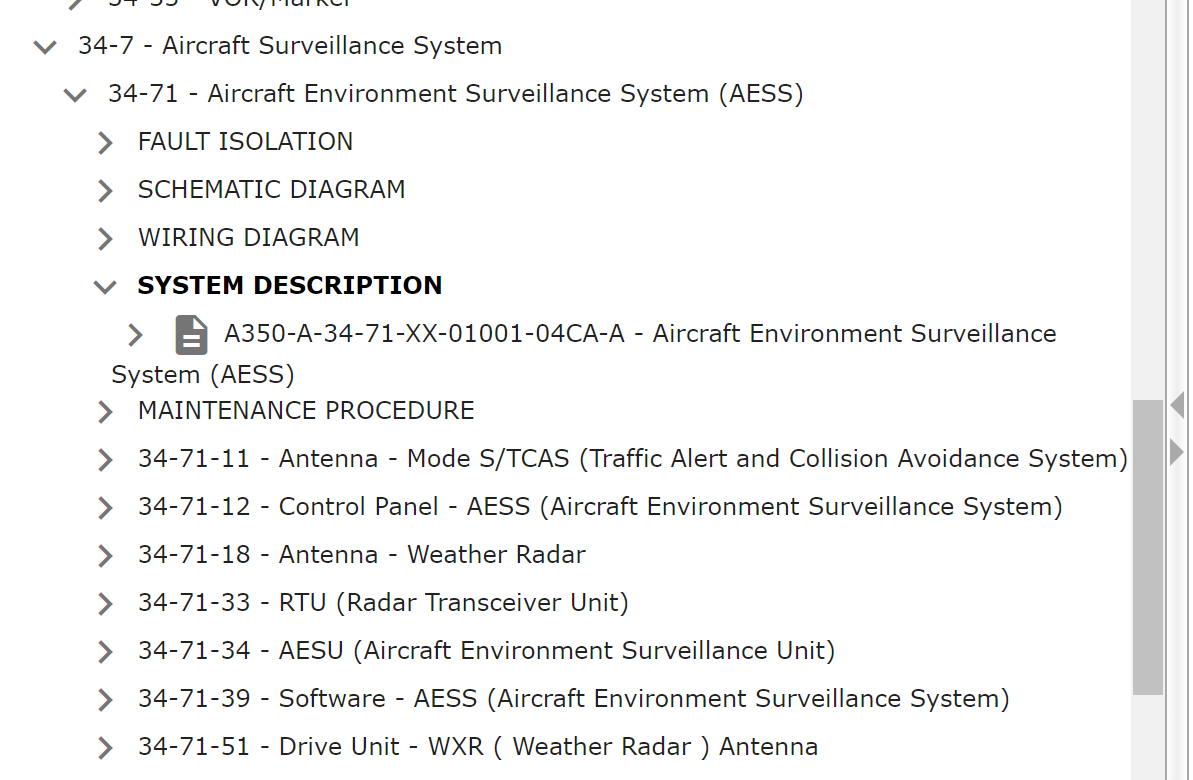 34-53 - VOR/Marker
34-7 - Aircraft Surveillance System
34-71 - Aircraft Environment Surveillance System (AESS)
FAULT ISOLATION
SCHEMATIC DIAGRAM
WIRING DIAGRAM
SYSTEM DESCRIPTION
A350-A-34-71-XX-01001-04CA-A - Aircraft Environment Surveillance
System (AESS)
MAINTENANCE PROCEDURE
34-71-11 - Antenna - Mode S/TCAS (Traffic Alert and Collision Avoidance System)
34-71-12 - Control Panel - AESS (Aircraft Environment Surveillance System)
34-71-18 - Antenna - Weather Radar
34-71-33 - RTU (Radar Transceiver Unit)
34-71-34 - AESU (Aircraft Environment Surveillance Unit)
34-71-39 - Software - AESS (Aircraft Environment Surveillance System)
34-71-51 - Drive Unit - WXR ( Weather Radar ) Antenna